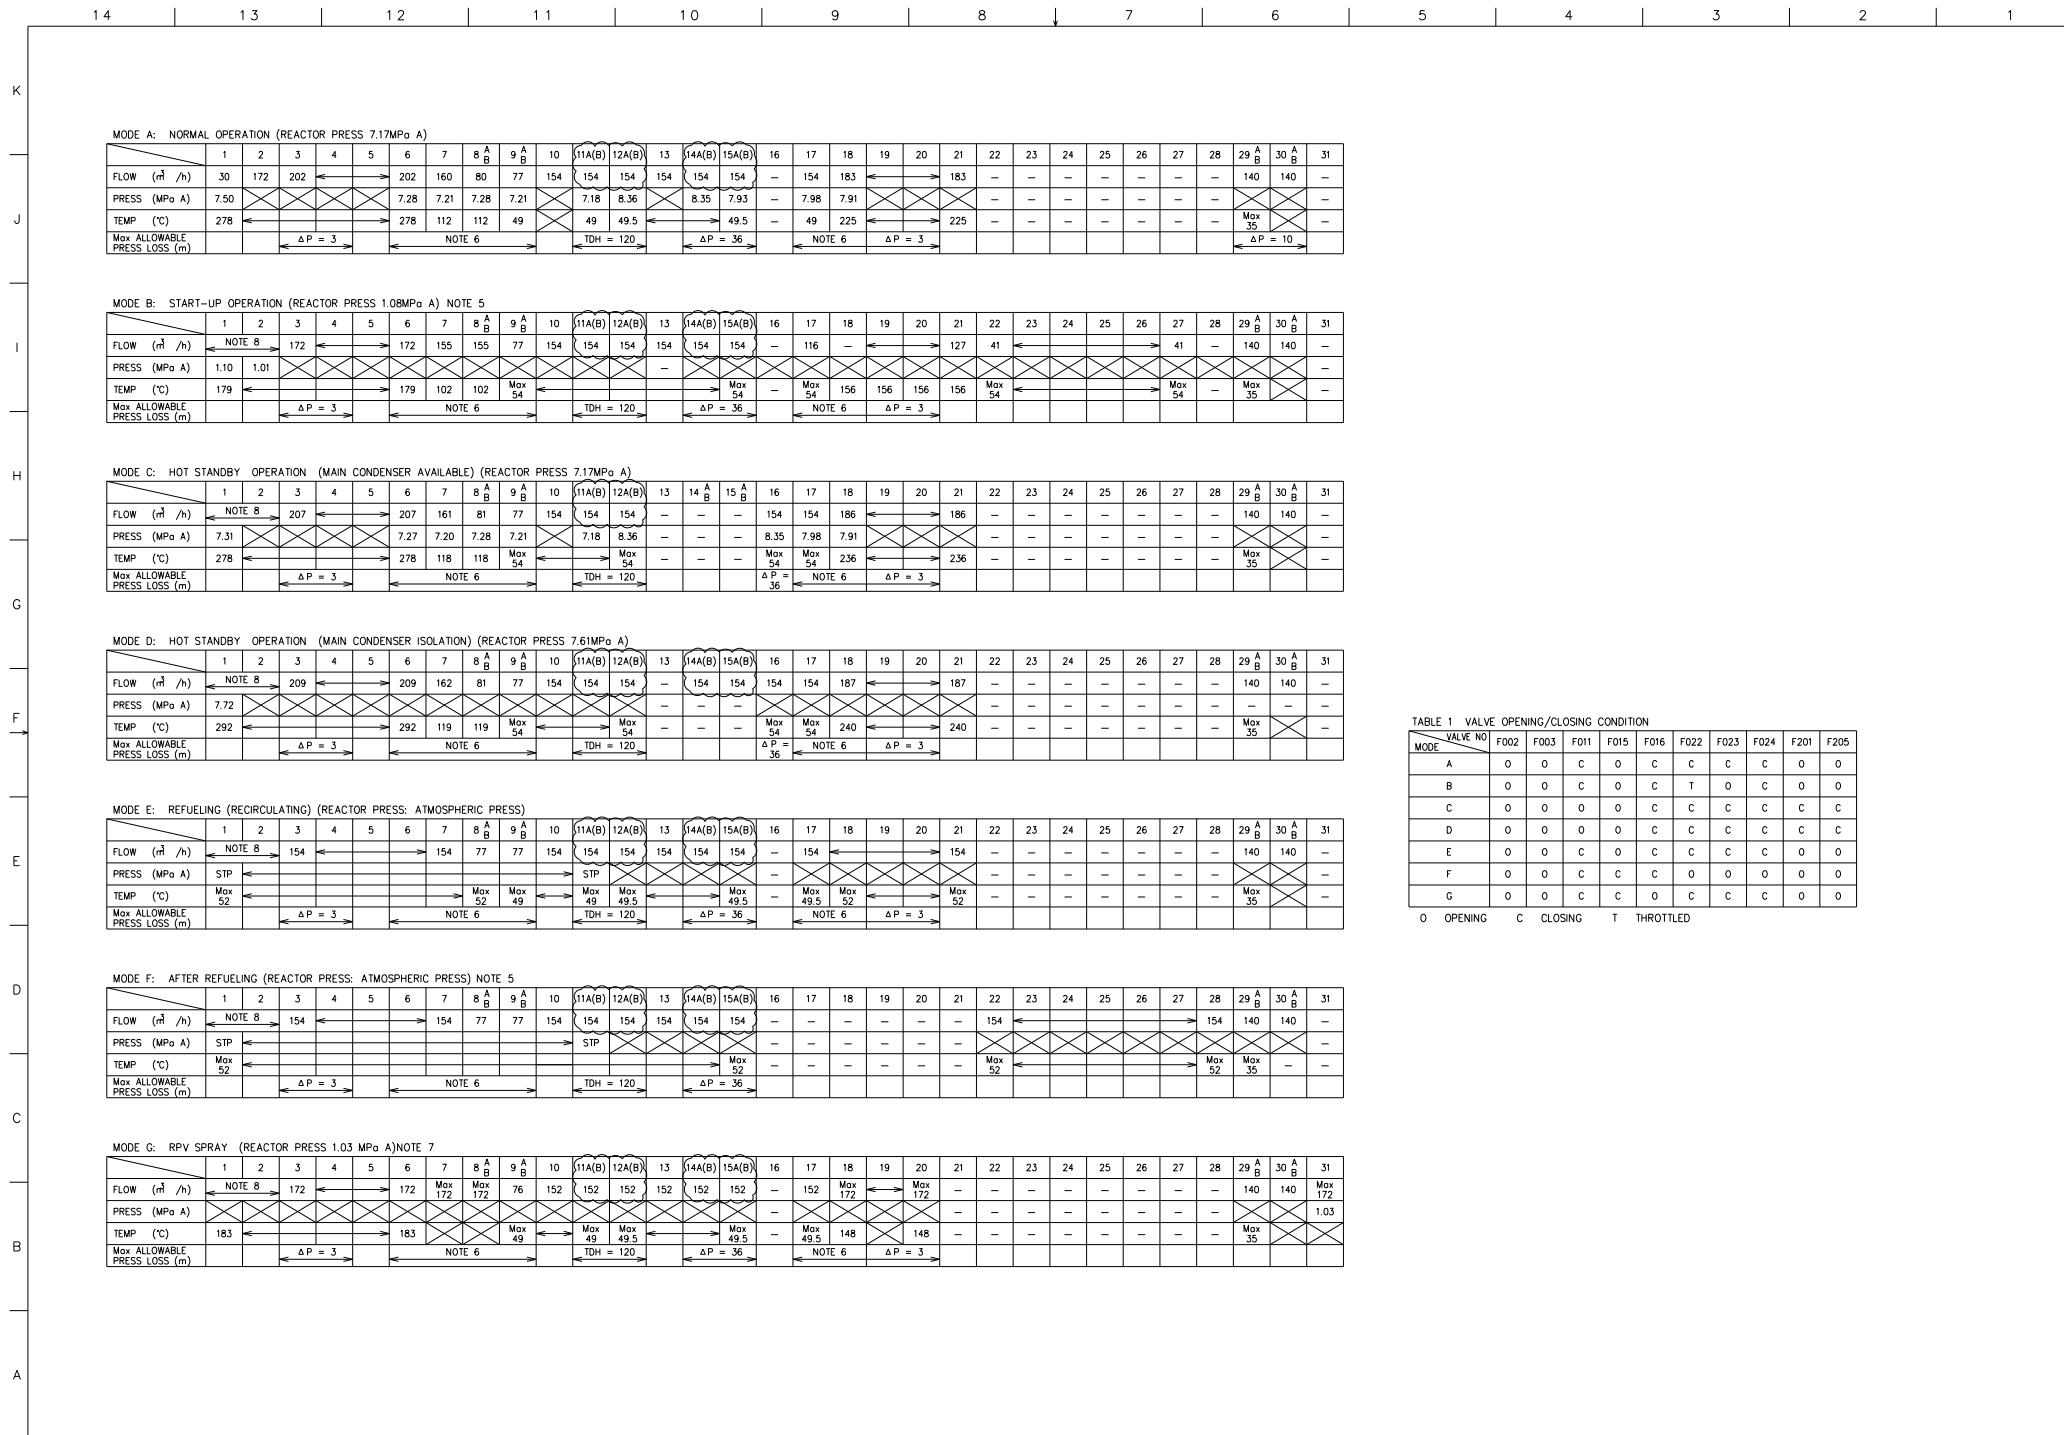 14 13 12 11 10 9 8 7 6 5 4 3 2 1
K
MODE A: NORMAL OPERATION (REACTOR PRESS 7.17MPa A)
1 2 3 4 5 6 7 8 A B 9 A B 10 11A(B) 12A(B) 13 14A(B) 15A(B) 16 17 18 19 20 21 22 23 24 25 26 27 28 29 A B 30 A B 31
FLOW (m³ /h) 30 172 202 202 160 80 77 154 154 154 154 154 154 – 154 183 183 – – – – – – – 140 140 –
PRESS (MPa A) 7.50 7.28 7.21 7.28 7.21 7.18 8.36 8.35 7.93 – 7.98 7.91 – – – – – – – –
J
TEMP (°C) 278 278 112 112 49 49 49.5 49.5 – 49 225 225 – – – – – – – Max 35 –
Max ALLOWABLE PRESS LOSS (m) ΔP = 3 NOTE 6 TDH = 120 ΔP = 36 NOTE 6 ΔP = 3 ΔP = 10
MODE B: START-UP OPERATION (REACTOR PRESS 1.08MPa A) NOTE 5
1 2 3 4 5 6 7 8 A B 9 A B 10 11A(B) 12A(B) 13 14A(B) 15A(B) 16 17 18 19 20 21 22 23 24 25 26 27 28 29 A B 30 A B 31
I
FLOW (m³ /h) NOTE 8 172 172 155 155 77 154 154 154 154 154 154 – 116 – 127 41 41 – 140 140 –
PRESS (MPa A) 1.10 1.01 – –
TEMP (°C) 179 179 102 102 Max 54 Max 54 – Max 54 156 156 156 156 Max 54 Max 54 – Max 35 –
Max ALLOWABLE PRESS LOSS (m) ΔP = 3 NOTE 6 TDH = 120 ΔP = 36 NOTE 6 ΔP = 3
H
MODE C: HOT STANDBY OPERATION (MAIN CONDENSER AVAILABLE) (REACTOR PRESS 7.17MPa A)
1 2 3 4 5 6 7 8 A B 9 A B 10 11A(B) 12A(B) 13 14 A B 15 A B 16 17 18 19 20 21 22 23 24 25 26 27 28 29 A B 30 A B 31
FLOW (m³ /h) NOTE 8 207 207 161 81 77 154 154 154 – – – 154 154 186 186 – – – – – – – 140 140 –
PRESS (MPa A) 7.31 7.27 7.20 7.28 7.21 7.18 8.36 – – – 8.35 7.98 7.91 – – – – – – – –
TEMP (°C) 278 278 118 118 Max 54 Max 54 – – – Max 54 Max 54 236 236 – – – – – – – Max 35 –
Max ALLOWABLE PRESS LOSS (m) ΔP = 3 NOTE 6 TDH = 120 ΔP = 36 NOTE 6 ΔP = 3
G
MODE D: HOT STANDBY OPERATION (MAIN CONDENSER ISOLATION) (REACTOR PRESS 7.61MPa A)
1 2 3 4 5 6 7 8 A B 9 A B 10 11A(B) 12A(B) 13 14A(B) 15A(B) 16 17 18 19 20 21 22 23 24 25 26 27 28 29 A B 30 A B 31
FLOW (m³ /h) NOTE 8 209 209 162 81 77 154 154 154 – 154 154 154 154 187 187 – – – – – – – 140 140 –
PRESS (MPa A) 7.72 – – – – – – – – – – – – –
F
TEMP (°C) 292 292 119 119 Max 54 Max 54 – – – Max 54 Max 54 240 240 – – – – – – – Max 35 –
Max ALLOWABLE PRESS LOSS (m) ΔP = 3 NOTE 6 TDH = 120 ΔP = 36 NOTE 6 ΔP = 3
TABLE 1 VALVE OPENING/CLOSING CONDITION
VALVE NO MODE F002 F003 F011 F015 F016 F022 F023 F024 F201 F205
A O O C O C C C C O O
B O O C O C T O C O O
C O O O O C C C C C C
D O O O O C C C C C C
E O O C O C C C C O O
F O O C C C O O O O O
G O O C C O C C C O O
O OPENING C CLOSING T THROTTLED
MODE E: REFUELING (RECIRCULATING) (REACTOR PRESS: ATMOSPHERIC PRESS)
1 2 3 4 5 6 7 8 A B 9 A B 10 11A(B) 12A(B) 13 14A(B) 15A(B) 16 17 18 19 20 21 22 23 24 25 26 27 28 29 A B 30 A B 31
FLOW (m³ /h) NOTE 8 154 154 77 77 154 154 154 154 154 154 – 154 154 – – – – – – – 140 140 –
E
PRESS (MPa A) STP STP – – – – – – – – –
TEMP (°C) Max 52 Max 52 Max 49 Max 49 Max 49.5 Max 49.5 – Max 49.5 Max 52 Max 52 – – – – – – – Max 35 –
Max ALLOWABLE PRESS LOSS (m) ΔP = 3 NOTE 6 TDH = 120 ΔP = 36 NOTE 6 ΔP = 3
D
MODE F: AFTER REFUELING (REACTOR PRESS: ATMOSPHERIC PRESS) NOTE 5
1 2 3 4 5 6 7 8 A B 9 A B 10 11A(B) 12A(B) 13 14A(B) 15A(B) 16 17 18 19 20 21 22 23 24 25 26 27 28 29 A B 30 A B 31
FLOW (m³ /h) NOTE 8 154 154 77 77 154 154 154 154 154 154 – – – – – – 154 154 140 140 –
PRESS (MPa A) STP STP – – – – – – –
TEMP (°C) Max 52 Max 52 – – – – – – Max 52 Max 52 Max 35 – –
Max ALLOWABLE PRESS LOSS (m) ΔP = 3 NOTE 6 TDH = 120 ΔP = 36
C
MODE G: RPV SPRAY (REACTOR PRESS 1.03 MPa A)NOTE 7
1 2 3 4 5 6 7 8 A B 9 A B 10 11A(B) 12A(B) 13 14A(B) 15A(B) 16 17 18 19 20 21 22 23 24 25 26 27 28 29 A B 30 A B 31
FLOW (m³ /h) NOTE 8 172 172 Max 172 Max 172 76 152 152 152 152 152 152 – 152 Max 172 Max 172 – – – – – – – – 140 140 Max 172
PRESS (MPa A) – – – – – – – – – 1.03
B
TEMP (°C) 183 183 Max 49 Max 49 Max 49.5 Max 49.5 – Max 49.5 148 148 – – – – – – – – Max 35
Max ALLOWABLE PRESS LOSS (m) ΔP = 3 NOTE 6 TDH = 120 ΔP = 36 NOTE 6 ΔP = 3
A